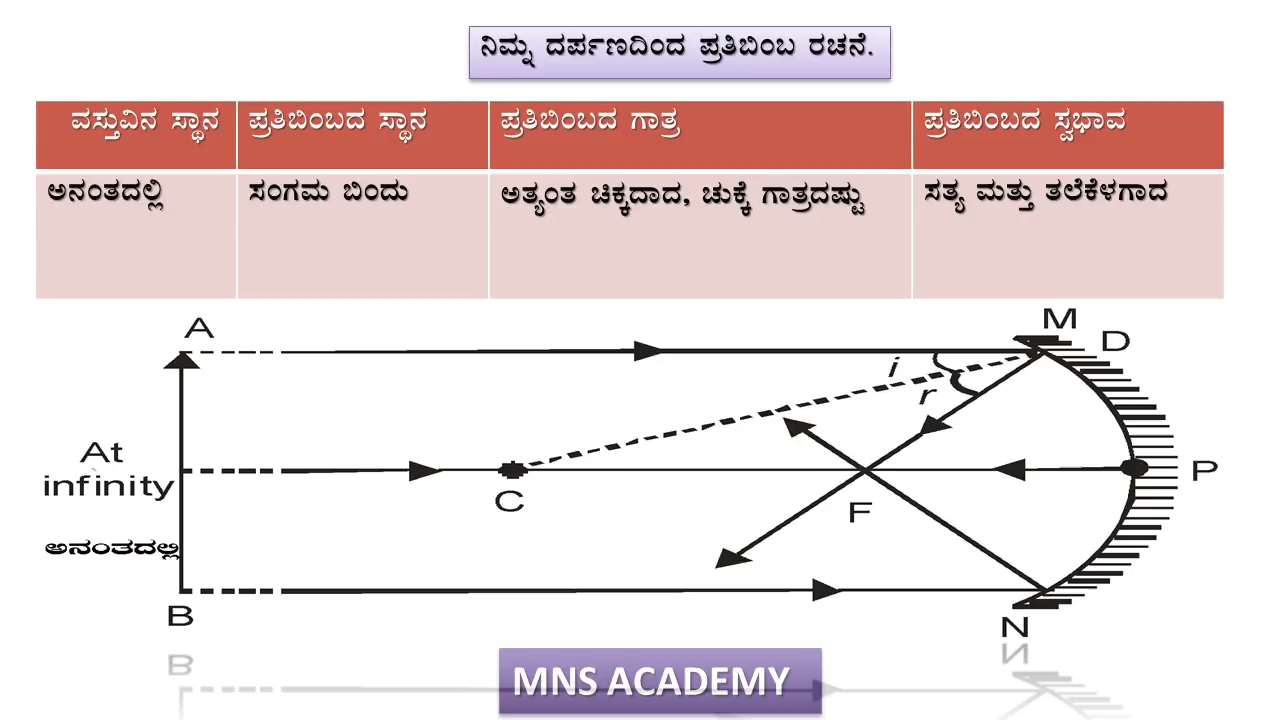 ನಿಮ್ನ ದರ್ಪಣದಿಂದ ಪ್ರತಿಬಿಂಬ ರಚನೆ.
ವಸ್ತುವಿನ ಸ್ಥಾನ ಪ್ರತಿಬಿಂಬದ ಸ್ಥಾನ ಪ್ರತಿಬಿಂಬದ ಗಾತ್ರ ಪ್ರತಿಬಿಂಬದ ಸ್ವಭಾವ
ಅನಂತದಲ್ಲಿ ಸಂಗಮ ಬಿಂದು ಅತ್ಯಂತ ಚಿಕ್ಕದಾದ, ಚುಕ್ಕೆ ಗಾತ್ರದಷ್ಟು ಸತ್ಯ ಮತ್ತು ತಲೆಕೆಳಗಾದ
A M
D
i
r
At
infinity
C F P
ಅನಂತದಲ್ಲಿ
B N
MNS ACADEMY